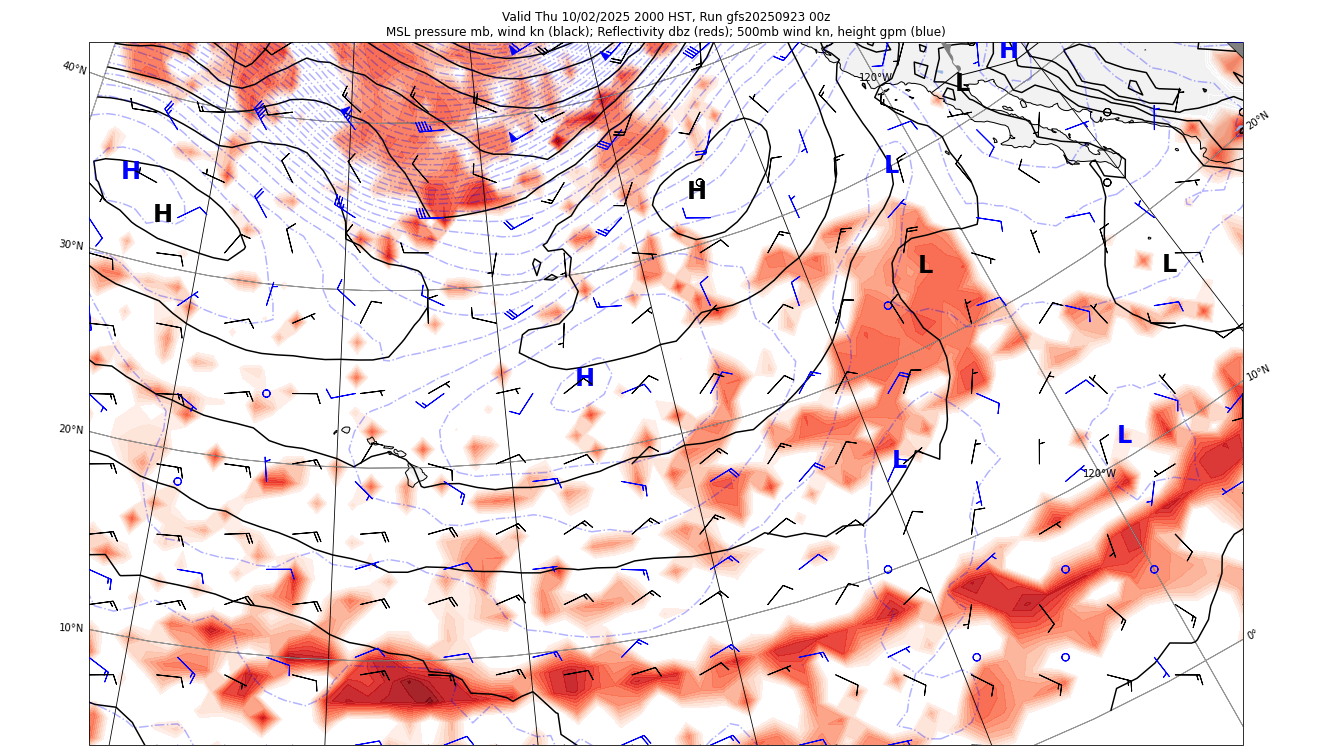 Valid Thu 10/02/2025 2000 HST, Run gfs20250923 00z
MSL pressure mb, wind kn (black); Reflectivity dbz (reds); 500mb wind kn, height gpm (blue)
H
40°N
120°W
L
20°N
H
L
H
H
30°N
L
L
H
10°N
20°N
L
L
120°W
10°N
0°